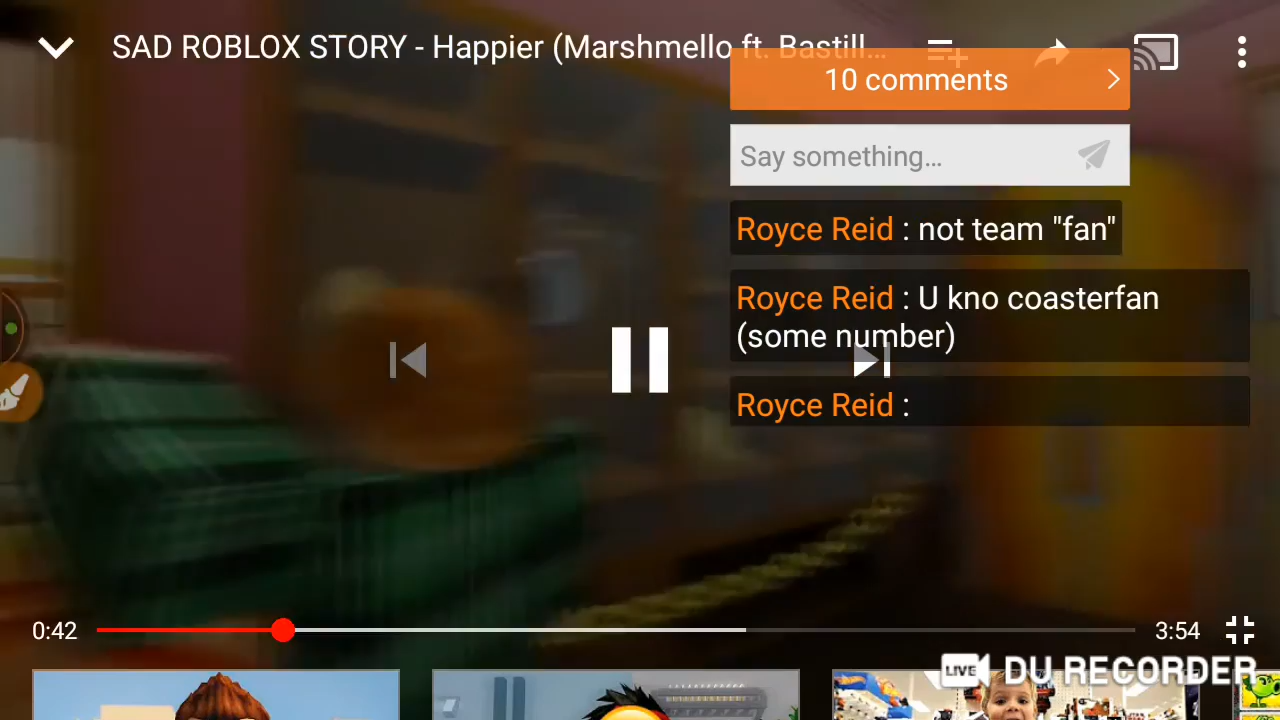 SAD ROBLOX STORY - Happier (Marshmello ft. Bastill...
10 comments
Say something...
Royce Reid : not team "fan"
Royce Reid : U kno coasterfan
(some number)
Royce Reid :
0:42
3:54
LIVE DU RECORDER